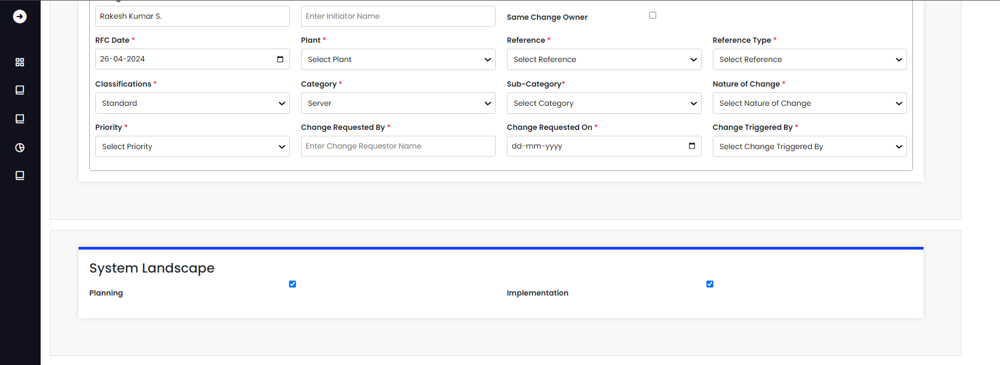 Rakesh Kumar S.
Enter Initiator Name
Same Change Owner
RFC Date *
Plant *
Reference *
Reference Type *
26-04-2024
Select Plant
Select Reference
Select Reference
Classifications *
Category *
Sub-Category*
Nature of Change *
Standard
Server
Select Category
Select Nature of Change
Priority *
Change Requested By *
Change Requested On *
Change Triggered By *
Select Priority
Enter Change Requestor Name
dd-mm-yyyy
Select Change Triggered By
System Landscape
Planning
Implementation